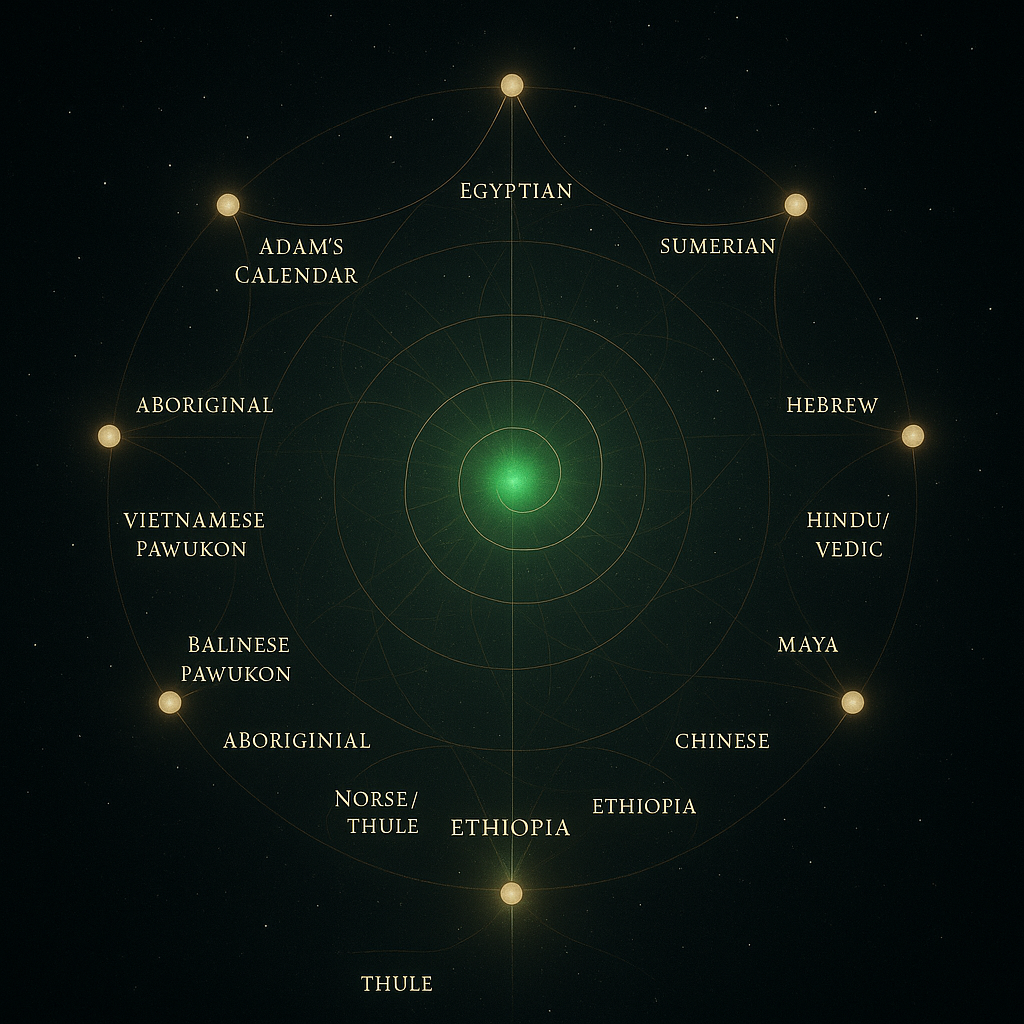 EGYPTIAN
ADAM'S
CALENDAR
SUMERIAN
ABORIGINAL
HEBREW
VIETNAMESE
PAWUKON
HINDU/
VEDIC
BALINESE
PAWUKON
MAYA
ABORIGINIAL
CHINESE
NORSE/
THULE
ETHIOPIA
ETHIOPIA
THULE